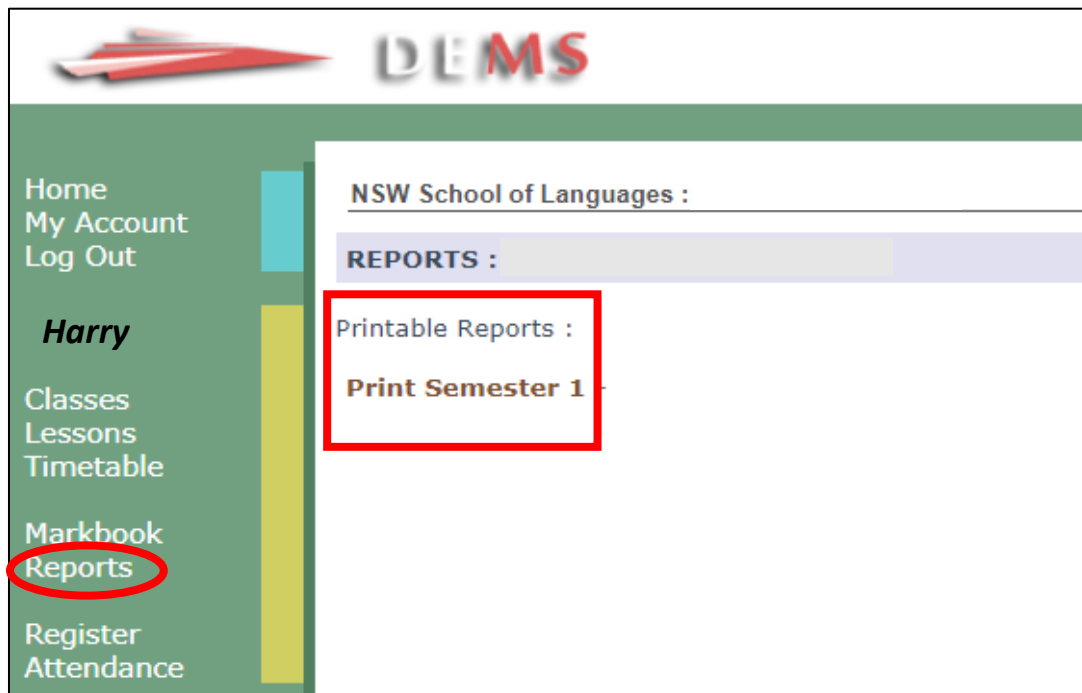 DEMS
Home
My Account
Log Out
Harry
Classes
Lessons
Timetable
Markbook
Reports
Register
Attendance
NSW School of Languages :
REPORTS :
Printable Reports :
Print Semester 1 -